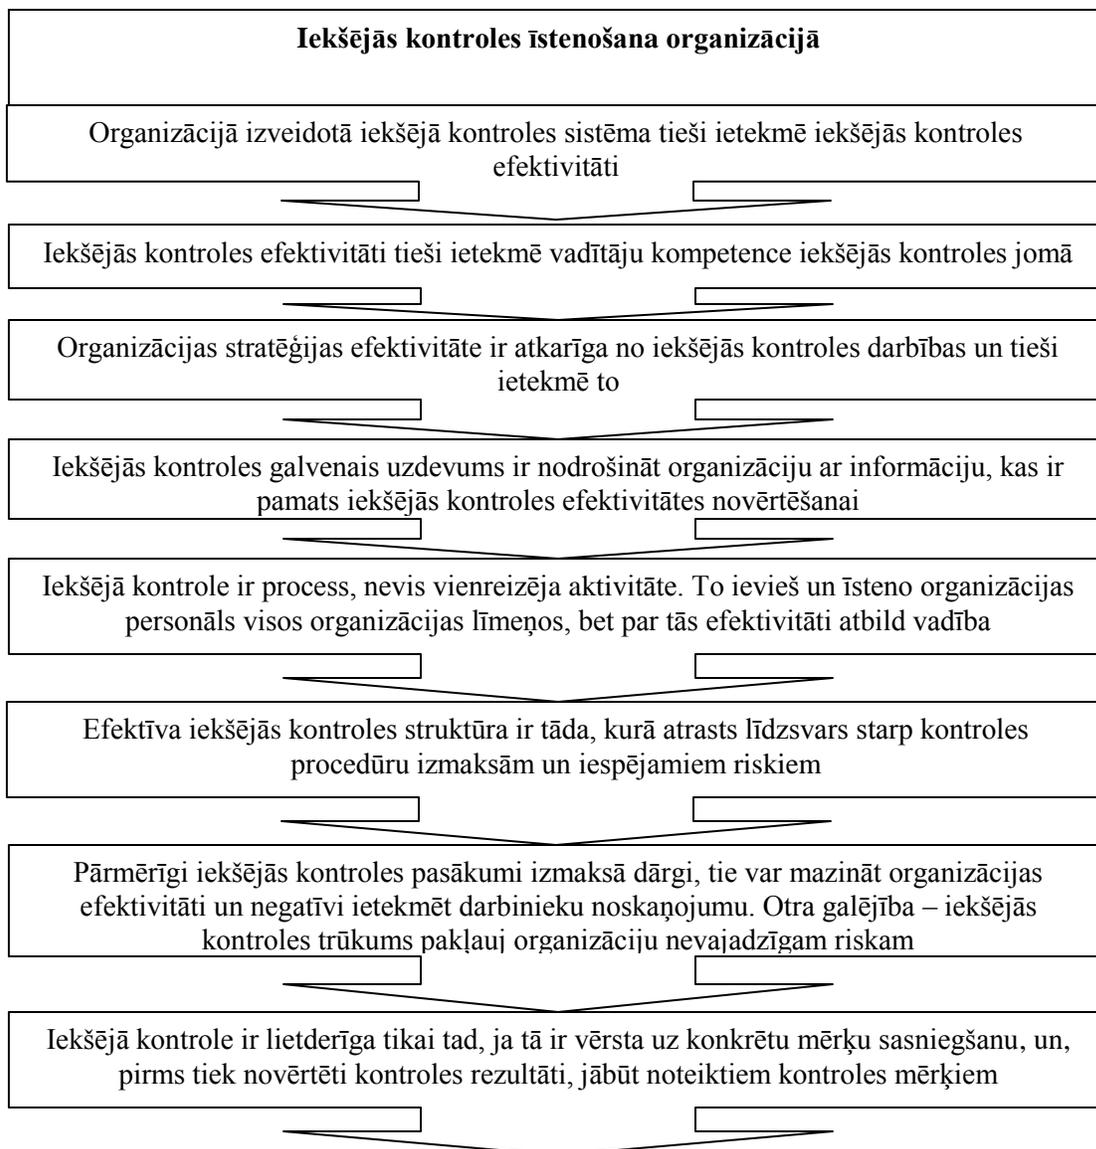 Iekšējās kontroles īstenošana organizācijā
Organizācijā izveidotā iekšējā kontroles sistēma tieši ietekmē iekšējās kontroles
efektivitāti
Iekšējās kontroles efektivitāti tieši ietekmē vadītāju kompetence iekšējās kontroles jomā
Organizācijas stratēģijas efektivitāte ir atkarīga no iekšējās kontroles darbības un tieši
ietekmē to
Iekšējās kontroles galvenais uzdevums ir nodrošināt organizāciju ar informāciju, kas ir
pamats iekšējās kontroles efektivitātes novērtēšanai
Iekšējā kontrole ir process, nevis vienreizēja aktivitāte. To ievieš un īsteno organizācijas
personāls visos organizācijas līmeņos, bet par tās efektivitāti atbild vadība
Efektīva iekšējās kontroles struktūra ir tāda, kurā atrasts līdzsvars starp kontroles
procedūru izmaksām un iespējamiem riskiem
Pārmērīgi iekšējās kontroles pasākumi izmaksā dārgi, tie var mazināt organizācijas
efektivitāti un negatīvi ietekmēt darbinieku noskaņojumu. Otra galējība – iekšējās
kontroles trūkums pakļauj organizāciju nevajadzīgam riskam
Iekšējā kontrole ir lietderīga tikai tad, ja tā ir vērsta uz konkrētu mērķu sasniegšanu, un,
pirms tiek novērtēti kontroles rezultāti, jābūt noteiktiem kontroles mērķiem